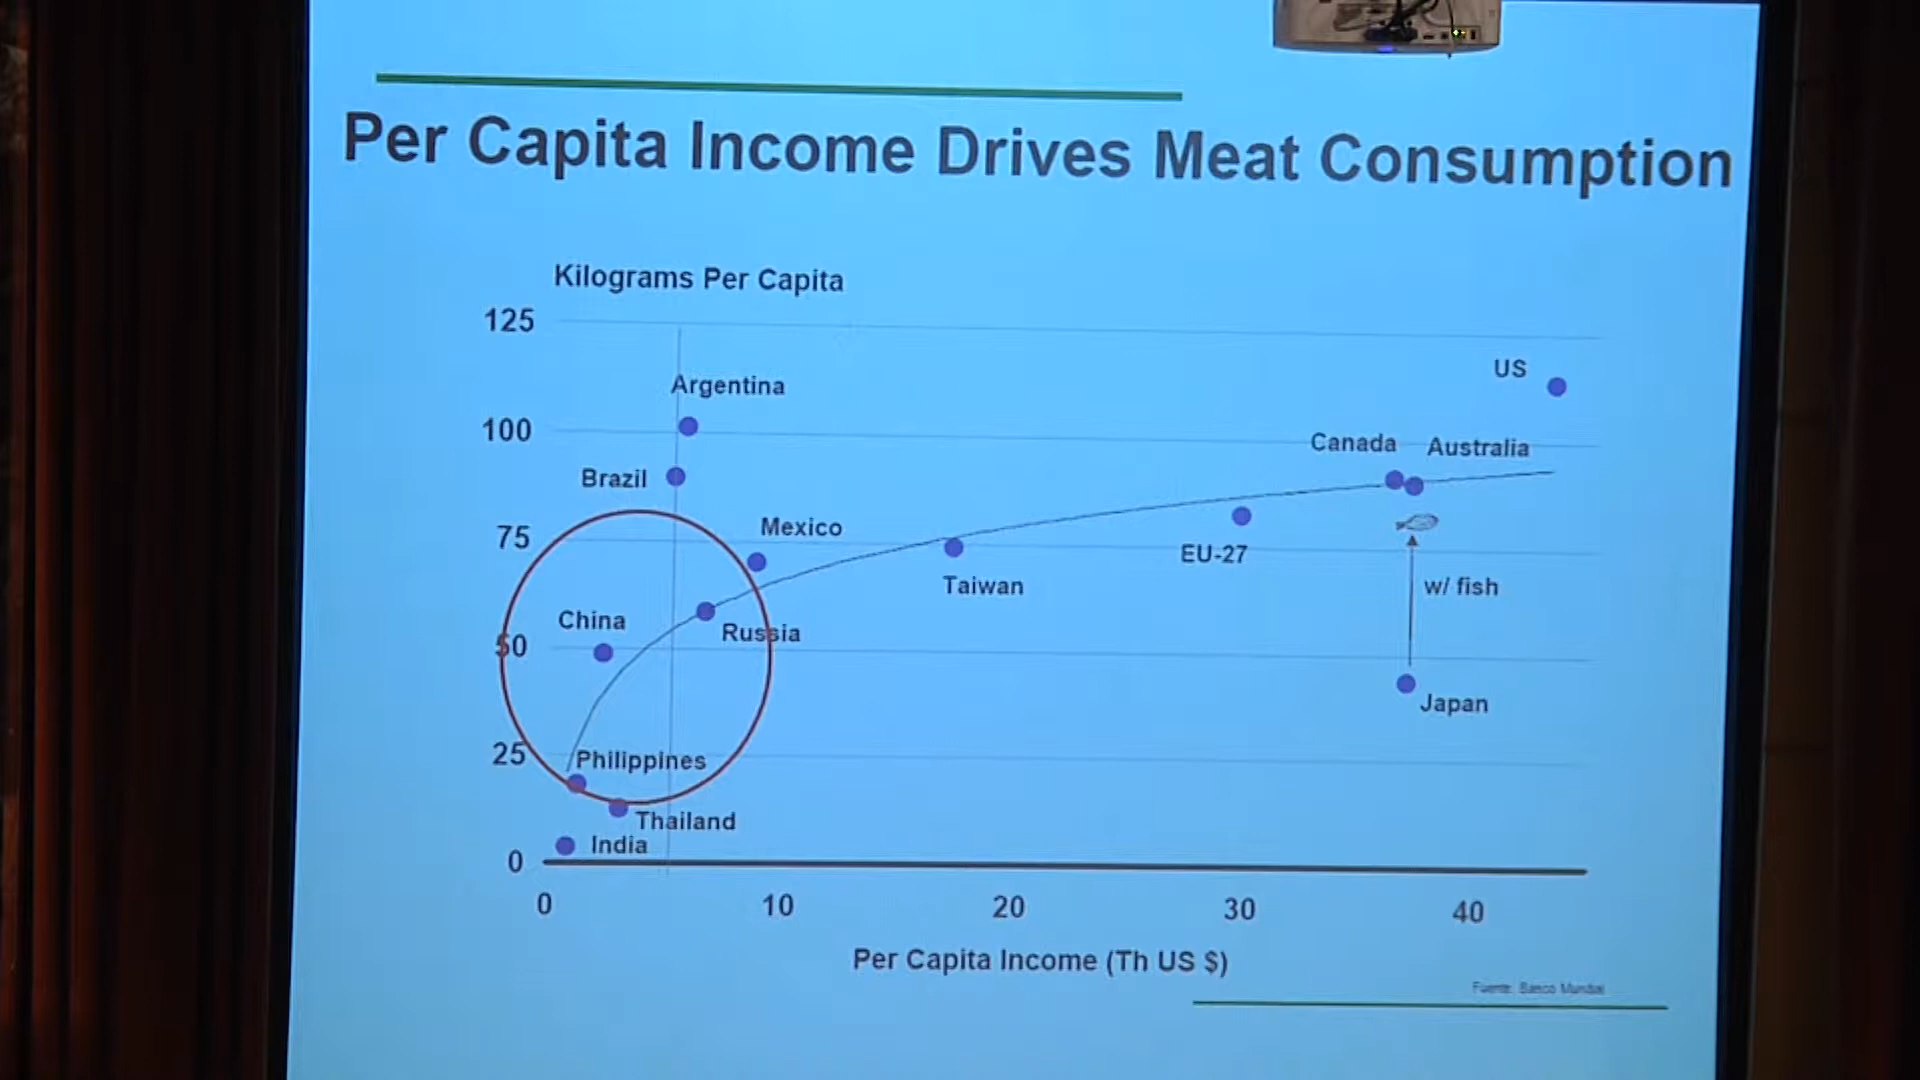 Per Capita Income Drives Meat Consumption
Kilograms Per Capita
125
US
Argentina
100
Canada
Australia
Brazil
Mexico
75
EU-27
Taiwan
w/ fish
China
Russia
50
Japan
25
Philippines
Thailand
India
0
0 10 20 30 40
Per Capita Income (Th US $)
Fuente: Banco Mundial